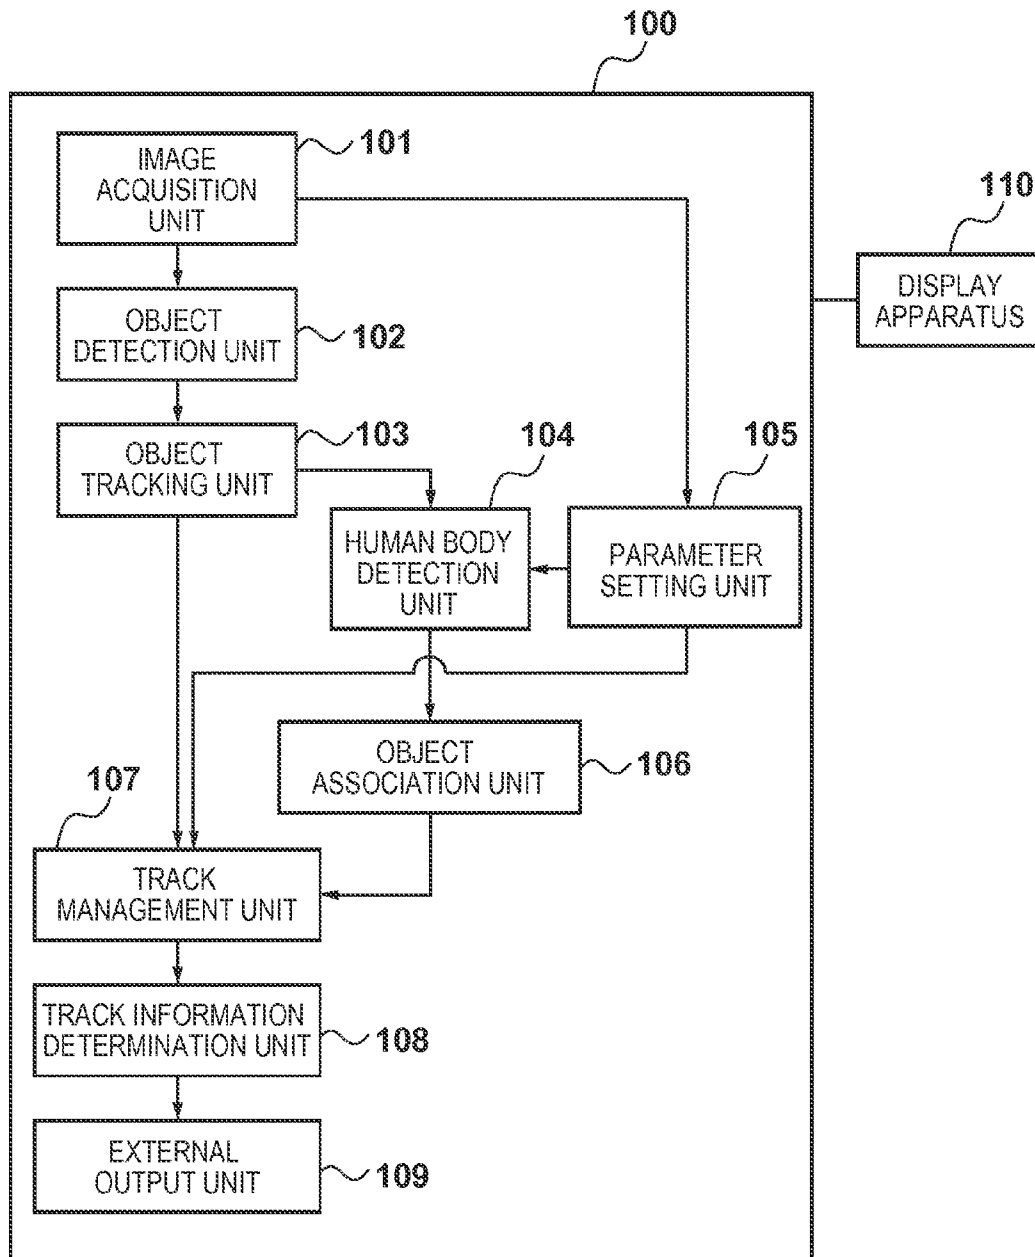 100
IMAGE
ACQUISITION
UNIT
101
110
DISPLAY
APPARATUS
OBJECT
DETECTION UNIT
102
OBJECT
TRACKING UNIT
103
104
105
HUMAN BODY
DETECTION
UNIT
PARAMETER
SETTING UNIT
OBJECT
ASSOCIATION UNIT
106
107
TRACK
MANAGEMENT UNIT
TRACK INFORMATION
DETERMINATION UNIT
108
EXTERNAL
OUTPUT UNIT
109